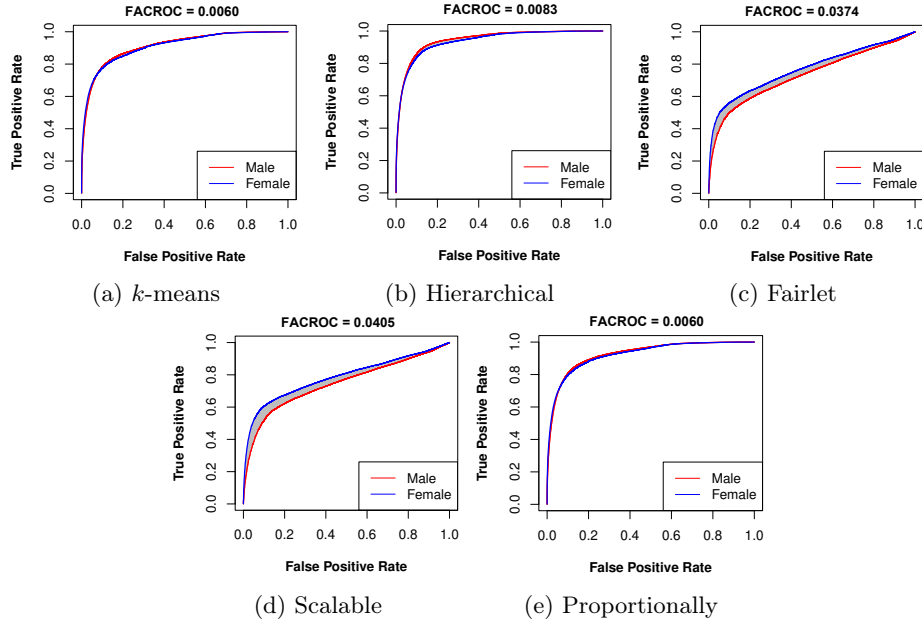 FACROC = 0.0060
True Positive Rate
0.0 0.2 0.4 0.6 0.8 1.0
Male
Female
0.0 0.2 0.4 0.6 0.8 1.0
False Positive Rate
(a) k-means
FACROC = 0.0083
True Positive Rate
0.0 0.2 0.4 0.6 0.8 1.0
Male
Female
0.0 0.2 0.4 0.6 0.8 1.0
False Positive Rate
(b) Hierarchical
FACROC = 0.0374
True Positive Rate
0.0 0.2 0.4 0.6 0.8 1.0
Male
Female
0.0 0.2 0.4 0.6 0.8 1.0
False Positive Rate
(c) Fairlet
FACROC = 0.0405
True Positive Rate
0.0 0.2 0.4 0.6 0.8 1.0
Male
Female
0.0 0.2 0.4 0.6 0.8 1.0
False Positive Rate
(d) Scalable
FACROC = 0.0060
True Positive Rate
0.0 0.2 0.4 0.6 0.8 1.0
Male
Female
0.0 0.2 0.4 0.6 0.8 1.0
False Positive Rate
(e) Proportionally